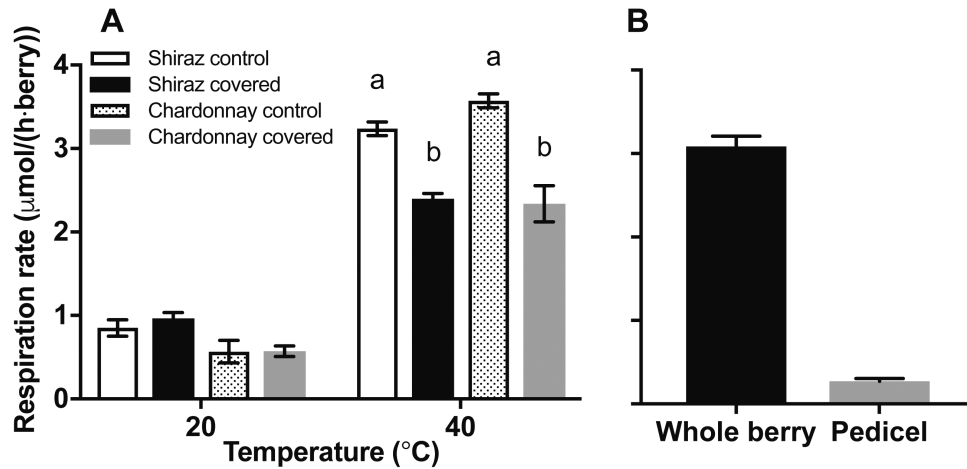 A
B
Shiraz control
Shiraz covered
Chardonnay control
Chardonnay covered
Respiration rate (μmol/(h·berry))
4
3
2
1
0
a
b
a
b
20
40
Temperature (°C)
Whole berry
Pedicel